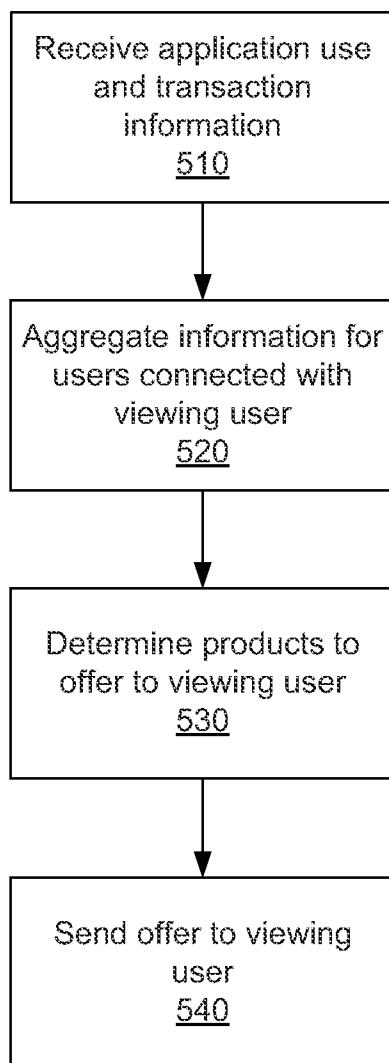 Receive application use
and transaction
information
510
Aggregate information for
users connected with
viewing user
520
Determine products to
offer to viewing user
530
Send offer to viewing
user
540